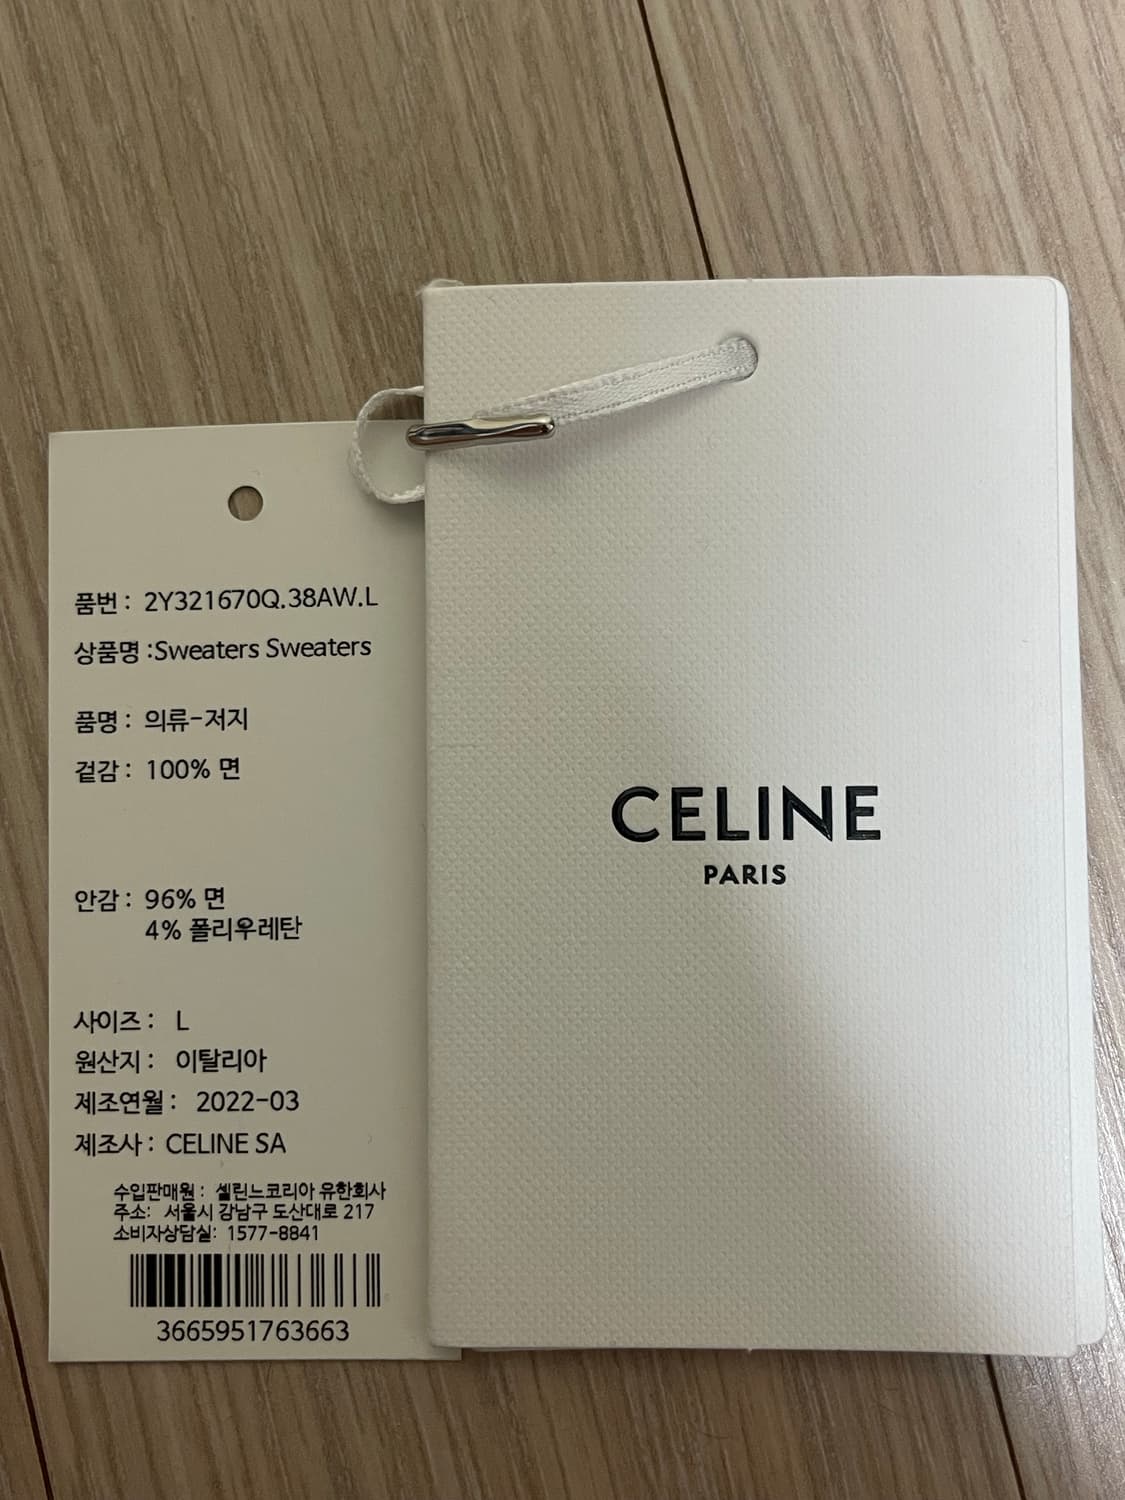 품번 : 2Y321670Q.38AW.L
상품명 :Sweaters Sweaters
품명 : 의류-저지
겉감 : 100% 면
안감 : 96% 면
4% 폴리우레탄
사이즈 : L
원산지 : 이탈리아
제조연월 : 2022-03
제조사 : CELINE SA
수입판매원 : 셀린느코리아 유한회사
주소: 서울시 강남구 도산대로 217
소비자상담실: 1577-8841
3665951763663
CELINE
PARIS